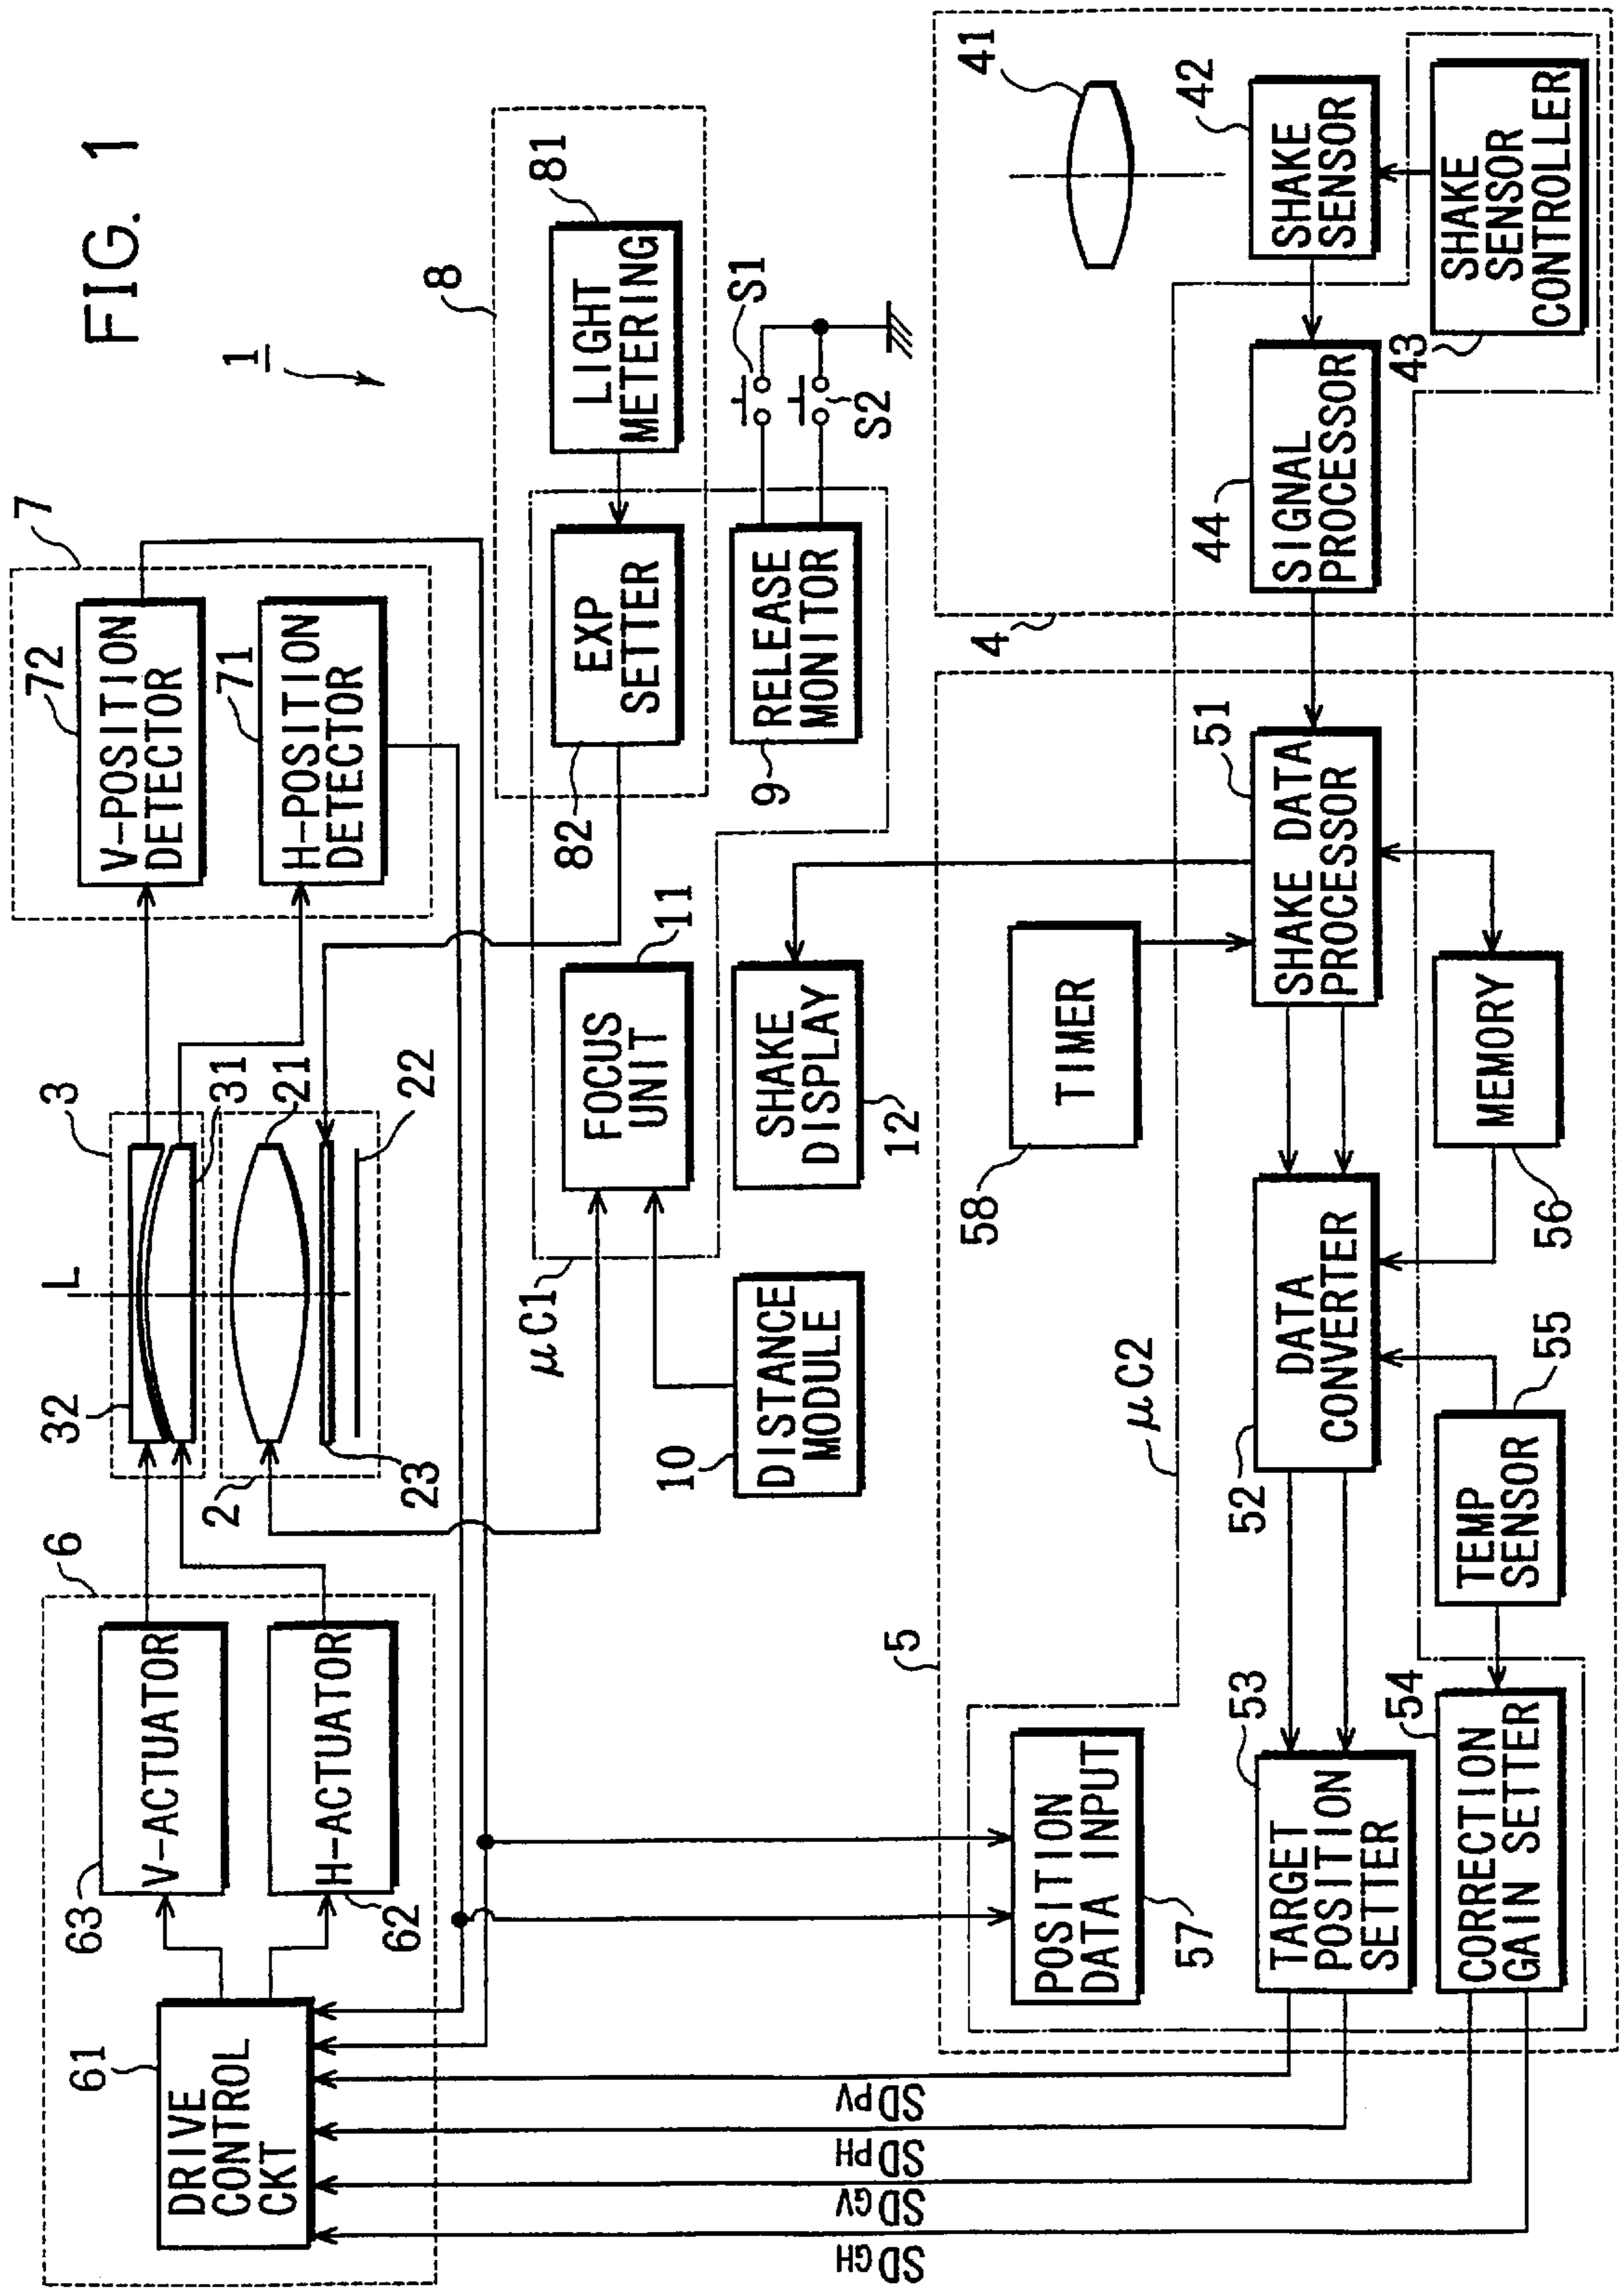 FIG. 1
1
7
72
V-POSITION
DETECTOR
71
H-POSITION
DETECTOR
3
L
32
31
21
2
22
23
6
63
V-ACTUATOR
H-ACTUATOR
62
61
DRIVE
CONTROL
CKT
8
81
LIGHT
METERING
EXP
SETTER
82
S1
S2
RELEASE
MONITOR
9
11
FOCUS
UNIT
μC1
SHAKE
DISPLAY
12
10
DISTANCE
MODULE
41
42
SHAKE
SENSOR
SHAKE
SENSOR
CONTROLLER
43
44
SIGNAL
PROCESSOR
4
51
SHAKE DATA
PROCESSOR
TIMER
58
MEMORY
56
DATA
CONVERTER
52
55
TEMP
SENSOR
μC2
5
53
TARGET
POSITION
SETTER
54
CORRECTION
GAIN SETTER
POSITION
DATA INPUT
57
SDPV
SDPH
SDGV
SDGH